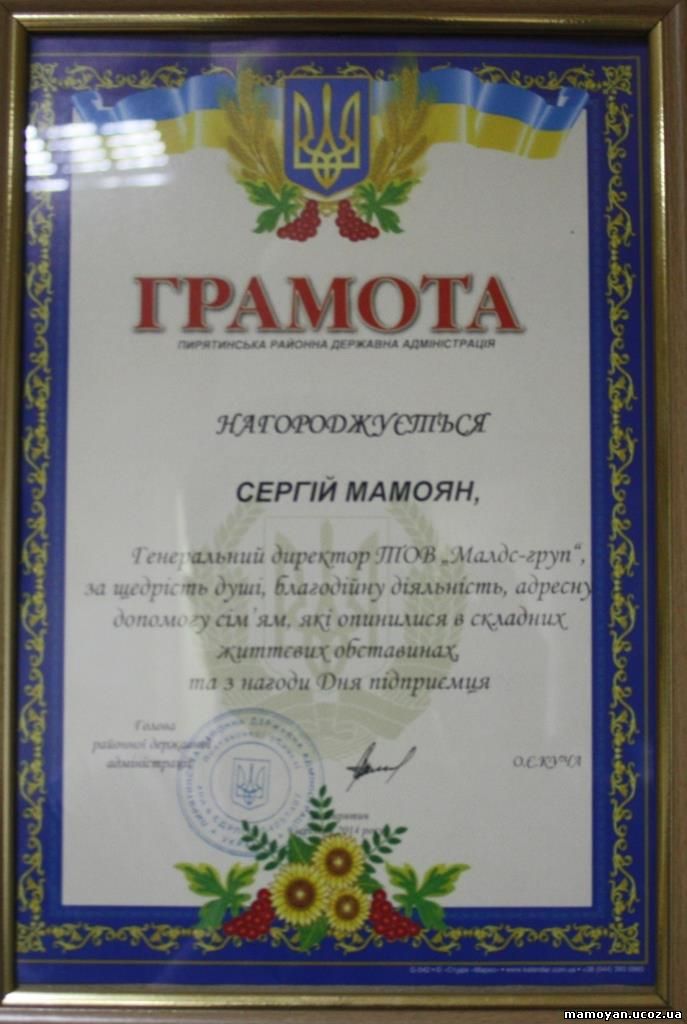 ГРАМОТА
ПИРЯТИНСЬКА РАЙОННА ДЕРЖАВНА АДМІНІСТРАЦІЯ
НАГОРОДЖУЄТЬСЯ
СЕРГІЙ МАМОЯН,
Генеральний директор ТОВ „Малдс-груп“,
за щедрість душі, благодійну діяльність, адресну
допомогу сім'ям, які опинилися в складних
життєвих обставинах,
та з нагоди Дня підприємця
Голова
районної державної
адміністрації
О.Є.КУЧА
2014
mamoyan.ucoz.ua